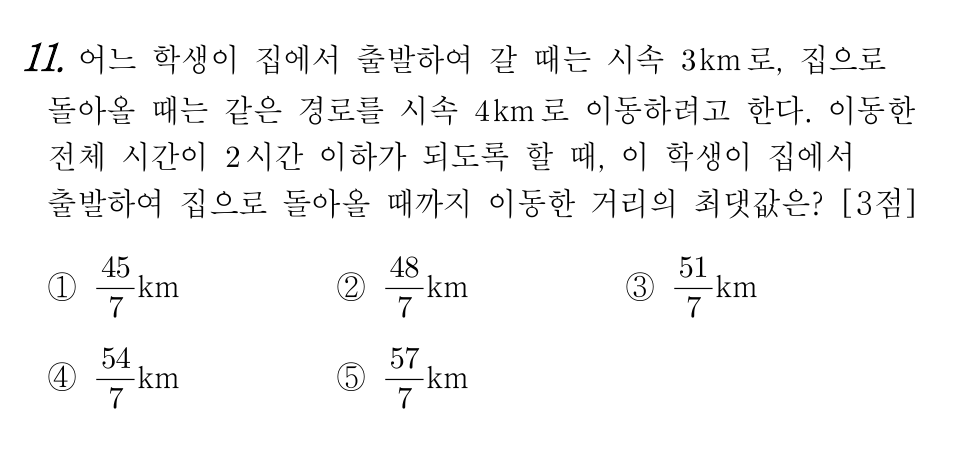 11. 어느 학생이 집에서 출발하여 갈 때는 시속 3km로, 집으로
돌아올 때는 같은 경로를 시속 4km로 이동하려고 한다. 이동한
전체 시간이 2시간 이하가 되도록 할 때, 이 학생이 집에서
출발하여 집으로 돌아올 때까지 이동한 거리의 최댓값은? [3점]
① 45/7 km ② 48/7 km ③ 51/7 km
④ 54/7 km ⑤ 57/7 km